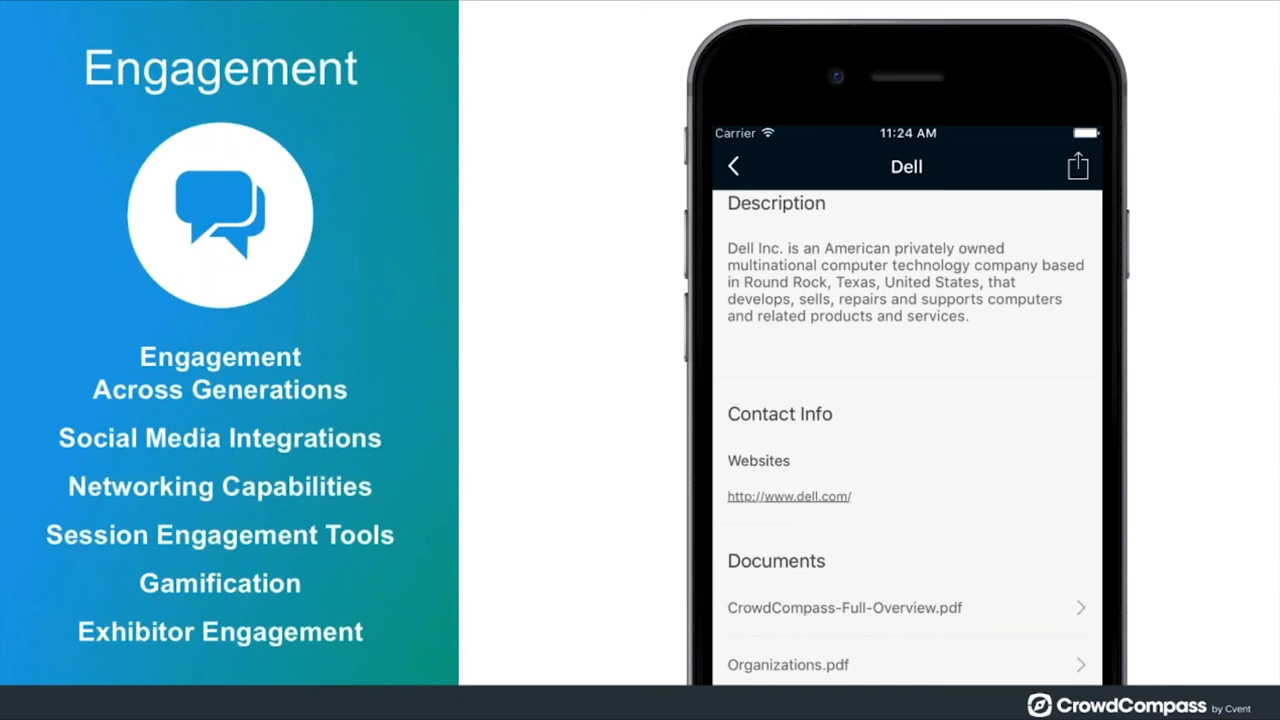 Engagement
Engagement
Across Generations
Social Media Integrations
Networking Capabilities
Session Engagement Tools
Gamification
Exhibitor Engagement
Carrier
11:24 AM
Dell
Description
Dell Inc. is an American privately owned
multinational computer technology company based
in Round Rock, Texas, United States, that
develops, sells, repairs and supports computers
and related products and services.
Contact Info
Websites
http://www.dell.com/
Documents
CrowdCompass-Full-Overview.pdf
Organizations.pdf
CrowdCompass by Cvent